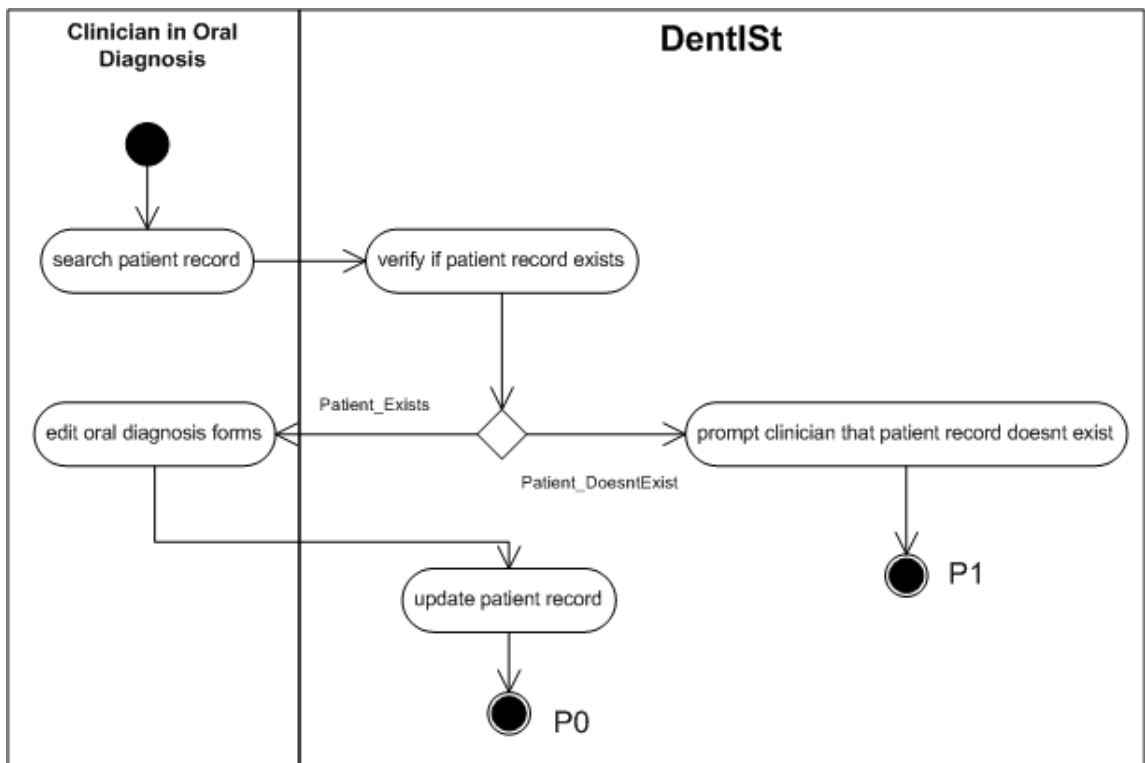 Clinician in Oral
Diagnosis
DentISt
search patient record
verify if patient record exists
Patient_Exists
edit oral diagnosis forms
prompt clinician that patient record doesnt exist
Patient_DoesntExist
update patient record
P1
P0